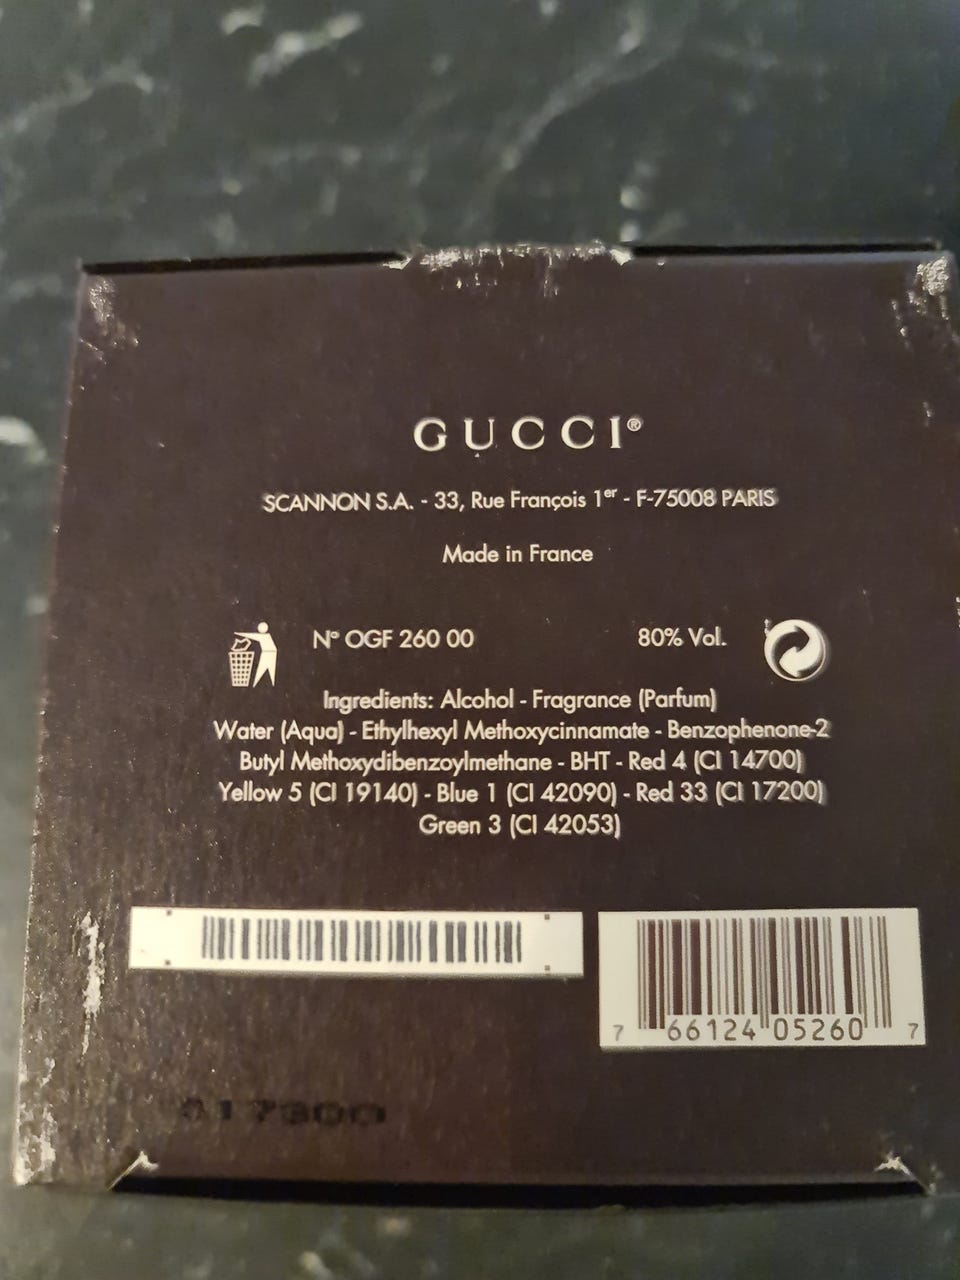 GUCCI®
SCANNON S.A. - 33, Rue François 1er - F-75008 PARIS
Made in France
N° OGF 260 00 80% Vol.
Ingredients: Alcohol - Fragrance (Parfum)
Water (Aqua) - Ethylhexyl Methoxycinnamate - Benzophenone-2
Butyl Methoxydibenzoylmethane - BHT - Red 4 (CI 14700)
Yellow 5 (CI 19140) - Blue 1 (CI 42090) - Red 33 (CI 17200)
Green 3 (CI 42053)
7 66124 05260 7